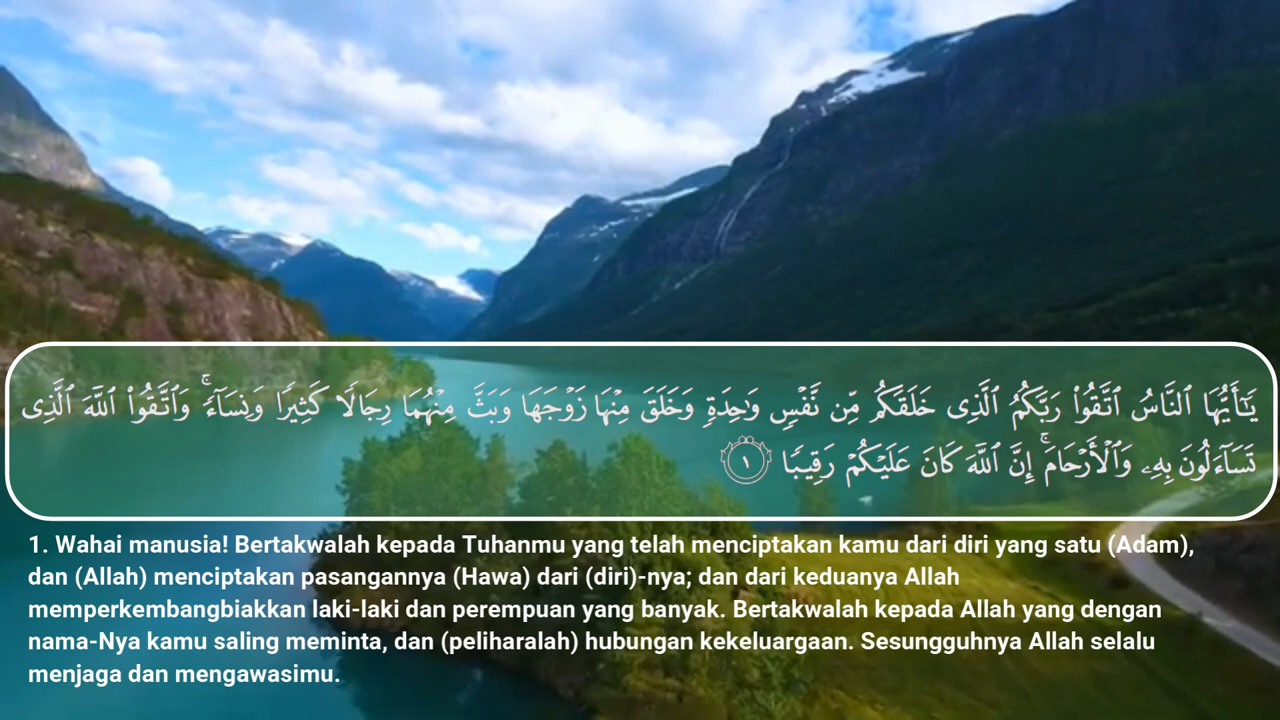 يَـٰٓأَيُّهَا ٱلنَّاسُ ٱتَّقُوا۟ رَبَّكُمُ ٱلَّذِى خَلَقَكُم مِّن نَّفْسٍ وَٰحِدَةٍ وَخَلَقَ مِنْهَا زَوْجَهَا وَبَثَّ مِنْهُمَا رِجَالًا كَثِيرًا وَنِسَآءً ۚ وَٱتَّقُوا۟ ٱللَّهَ ٱلَّذِى
تَسَآءَلُونَ بِهِۦ وَٱلْأَرْحَامَ ۚ إِنَّ ٱللَّهَ كَانَ عَلَيْكُمْ رَقِيبًا ١
1. Wahai manusia! Bertakwalah kepada Tuhanmu yang telah menciptakan kamu dari diri yang satu (Adam),
dan (Allah) menciptakan pasangannya (Hawa) dari (diri)-nya; dan dari keduanya Allah
memperkembangbiakkan laki-laki dan perempuan yang banyak. Bertakwalah kepada Allah yang dengan
nama-Nya kamu saling meminta, dan (peliharalah) hubungan kekeluargaan. Sesungguhnya Allah selalu
menjaga dan mengawasimu.